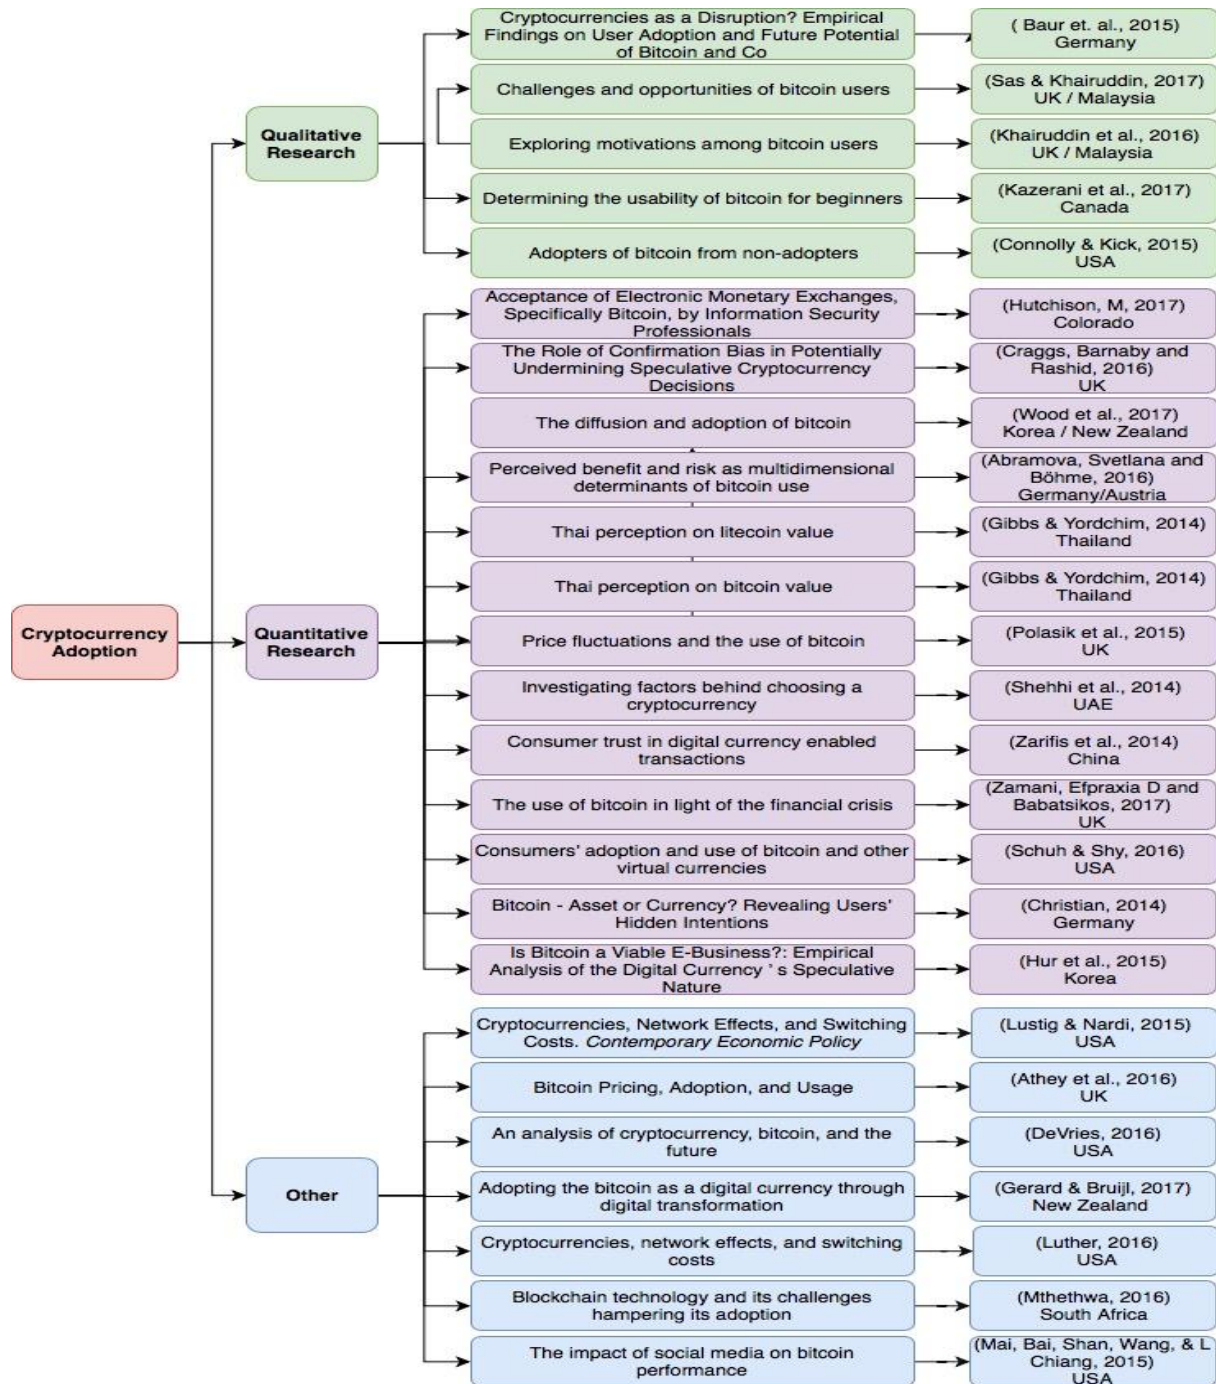 Cryptocurrency
Adoption
Qualitative
Research
Cryptocurrencies as a Disruption? Empirical
Findings on User Adoption and Future Potential
of Bitcoin and Co
( Baur et. al., 2015)
Germany
Challenges and opportunities of bitcoin users
(Sas & Khairuddin, 2017)
UK / Malaysia
Exploring motivations among bitcoin users
(Khairuddin et al., 2016)
UK / Malaysia
Determining the usability of bitcoin for beginners
(Kazerani et al., 2017)
Canada
Adopters of bitcoin from non-adopters
(Connolly & Kick, 2015)
USA
Quantitative
Research
Acceptance of Electronic Monetary Exchanges,
Specifically Bitcoin, by Information Security
Professionals
(Hutchison, M, 2017)
Colorado
The Role of Confirmation Bias in Potentially
Undermining Speculative Cryptocurrency
Decisions
(Craggs, Barnaby and
Rashid, 2016)
UK
The diffusion and adoption of bitcoin
(Wood et al., 2017)
Korea / New Zealand
Perceived benefit and risk as multidimensional
determinants of bitcoin use
(Abramova, Svetlana and
Böhme, 2016)
Germany/Austria
Thai perception on litecoin value
(Gibbs & Yordchim, 2014)
Thailand
Thai perception on bitcoin value
(Gibbs & Yordchim, 2014)
Thailand
Price fluctuations and the use of bitcoin
(Polasik et al., 2015)
UK
Investigating factors behind choosing a
cryptocurrency
(Shehhi et al., 2014)
UAE
Consumer trust in digital currency enabled
transactions
(Zarifis et al., 2014)
China
The use of bitcoin in light of the financial crisis
(Zamani, Efpraxia D and
Babatsikos, 2017)
UK
Consumers' adoption and use of bitcoin and other
virtual currencies
(Schuh & Shy, 2016)
USA
Bitcoin - Asset or Currency? Revealing Users'
Hidden Intentions
(Christian, 2014)
Germany
Is Bitcoin a Viable E-Business?: Empirical
Analysis of the Digital Currency ' s Speculative
Nature
(Hur et al., 2015)
Korea
Other
Cryptocurrencies, Network Effects, and Switching
Costs. Contemporary Economic Policy
(Lustig & Nardi, 2015)
USA
Bitcoin Pricing, Adoption, and Usage
(Athey et al., 2016)
UK
An analysis of cryptocurrency, bitcoin, and the
future
(DeVries, 2016)
USA
Adopting the bitcoin as a digital currency through
digital transformation
(Gerard & Bruijl, 2017)
New Zealand
Cryptocurrencies, network effects, and switching
costs
(Luther, 2016)
USA
Blockchain technology and its challenges
hampering its adoption
(Mthethwa, 2016)
South Africa
The impact of social media on bitcoin
performance
(Mai, Bai, Shan, Wang, & L
Chiang, 2015)
USA